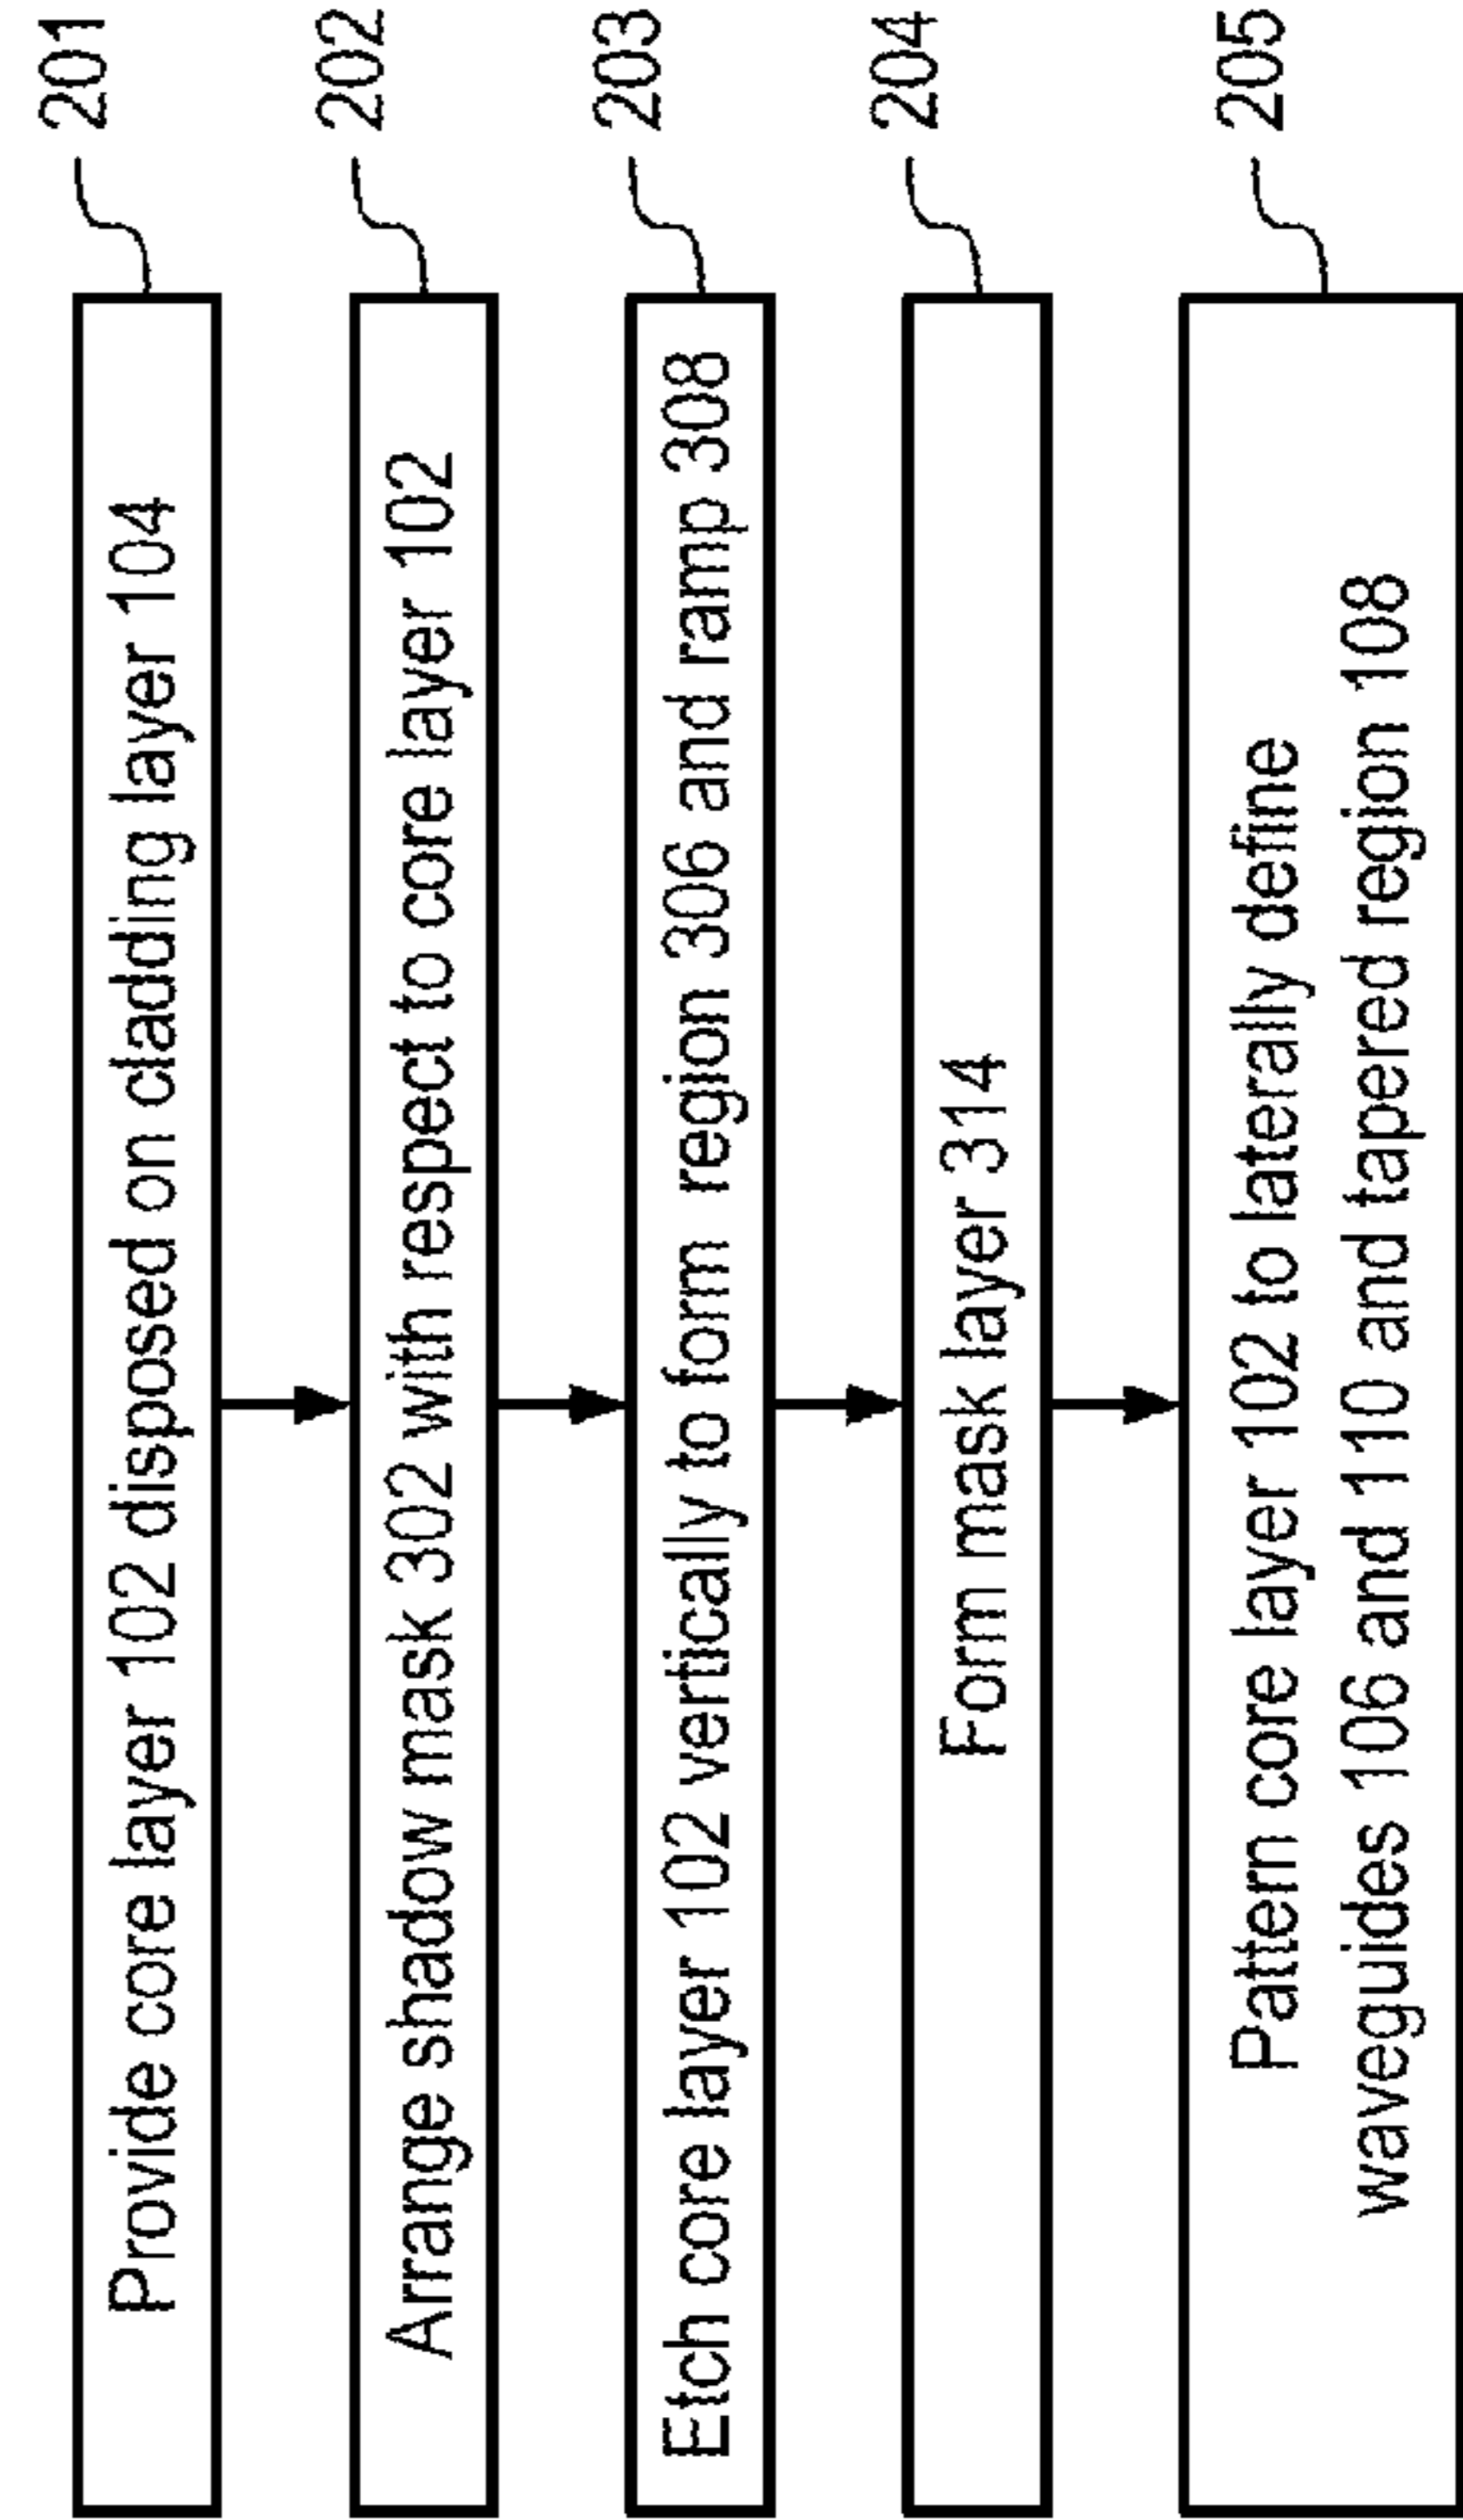 201
Provide core layer 102 disposed on cladding layer 104
202
Arrange shadow mask 302 with respect to core layer 102
203
Etch core layer 102 vertically to form region 306 and ramp 308
204
Form mask layer 314
205
Pattern core layer 102 to laterally define
waveguides 106 and 110 and tapered region 108